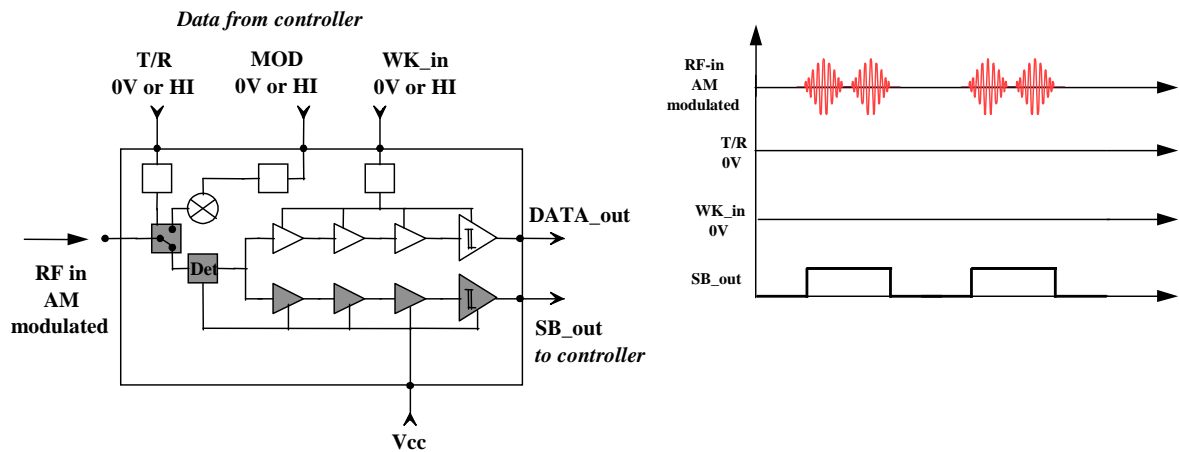 Data from controller
T/R
0V or HI
MOD
0V or HI
WK_in
0V or HI
DATA_out
RF in
AM
modulated
Det
SB_out
to controller
Vcc
RF-in
AM
modulated
T/R
0V
WK_in
0V
SB_out